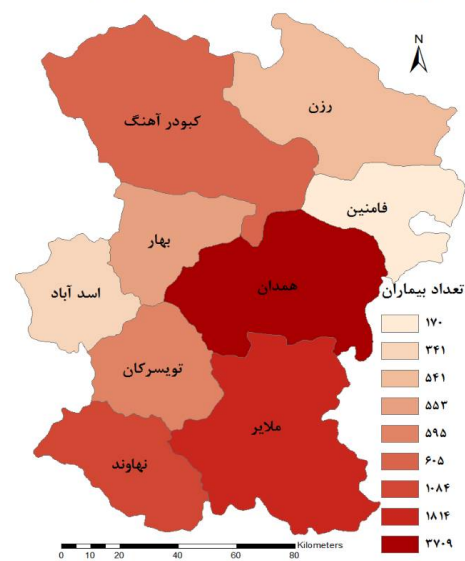 N
رزن
کبودر آهنگ
فامنین
بهار
همدان
اسد آباد
تویسرکان
ملایر
نهاوند
تعداد بیماران
۱۷۰
۳۴۱
۵۴۱
۵۵۳
۵۹۵
۶۰۵
۱۰۸۴
۱۸۱۴
۳۷۰۹
Kilometers
0 5 10 20 40 60 80